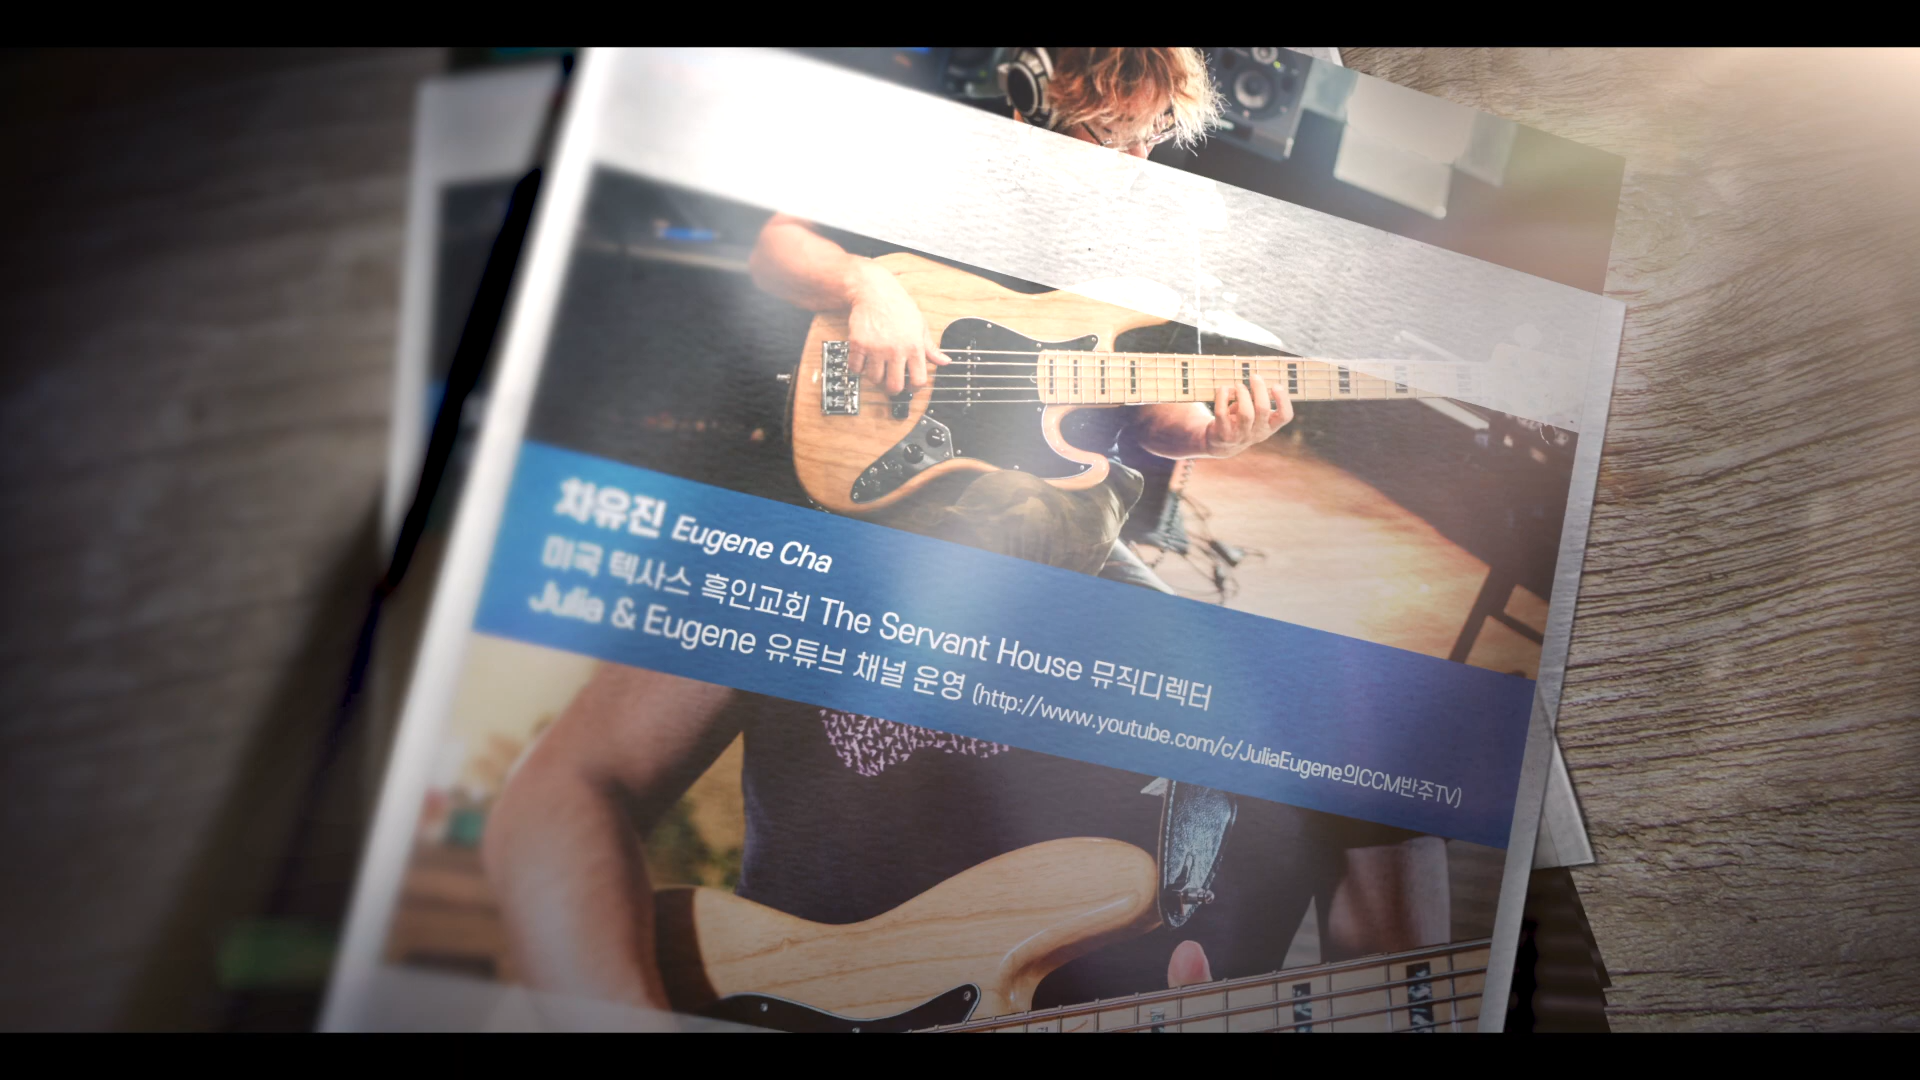 차유진 Eugene Cha
미국 텍사스 흑인교회 The Servant House 뮤직디렉터
Julia & Eugene 유튜브 채널 운영 (http://www.youtube.com/c/JuliaEugene의CCM반주TV)